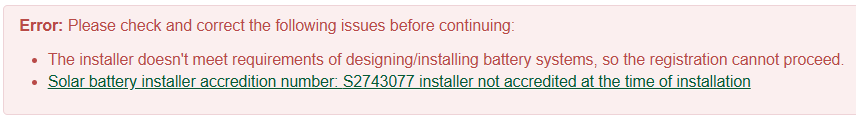 Error: Please check and correct the following issues before continuing:
The installer doesn't meet requirements of designing/installing battery systems, so the registration cannot proceed.
Solar battery installer accredition number: S2743077 installer not accredited at the time of installation